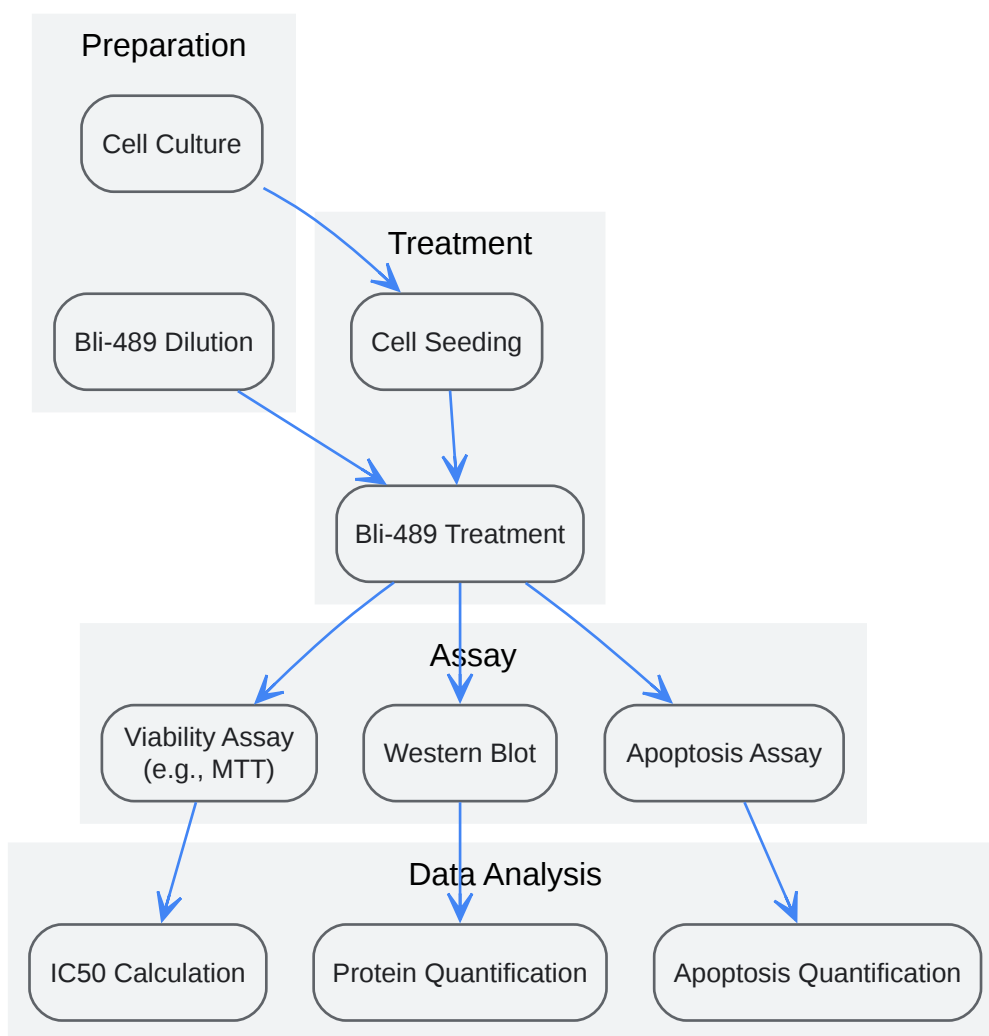 Preparation
Cell Culture
Treatment
Bli-489 Dilution
Cell Seeding
Bli-489 Treatment
Assay
Viability Assay
(e.g., MTT)
Western Blot
Apoptosis Assay
Data Analysis
IC50 Calculation
Protein Quantification
Apoptosis Quantification